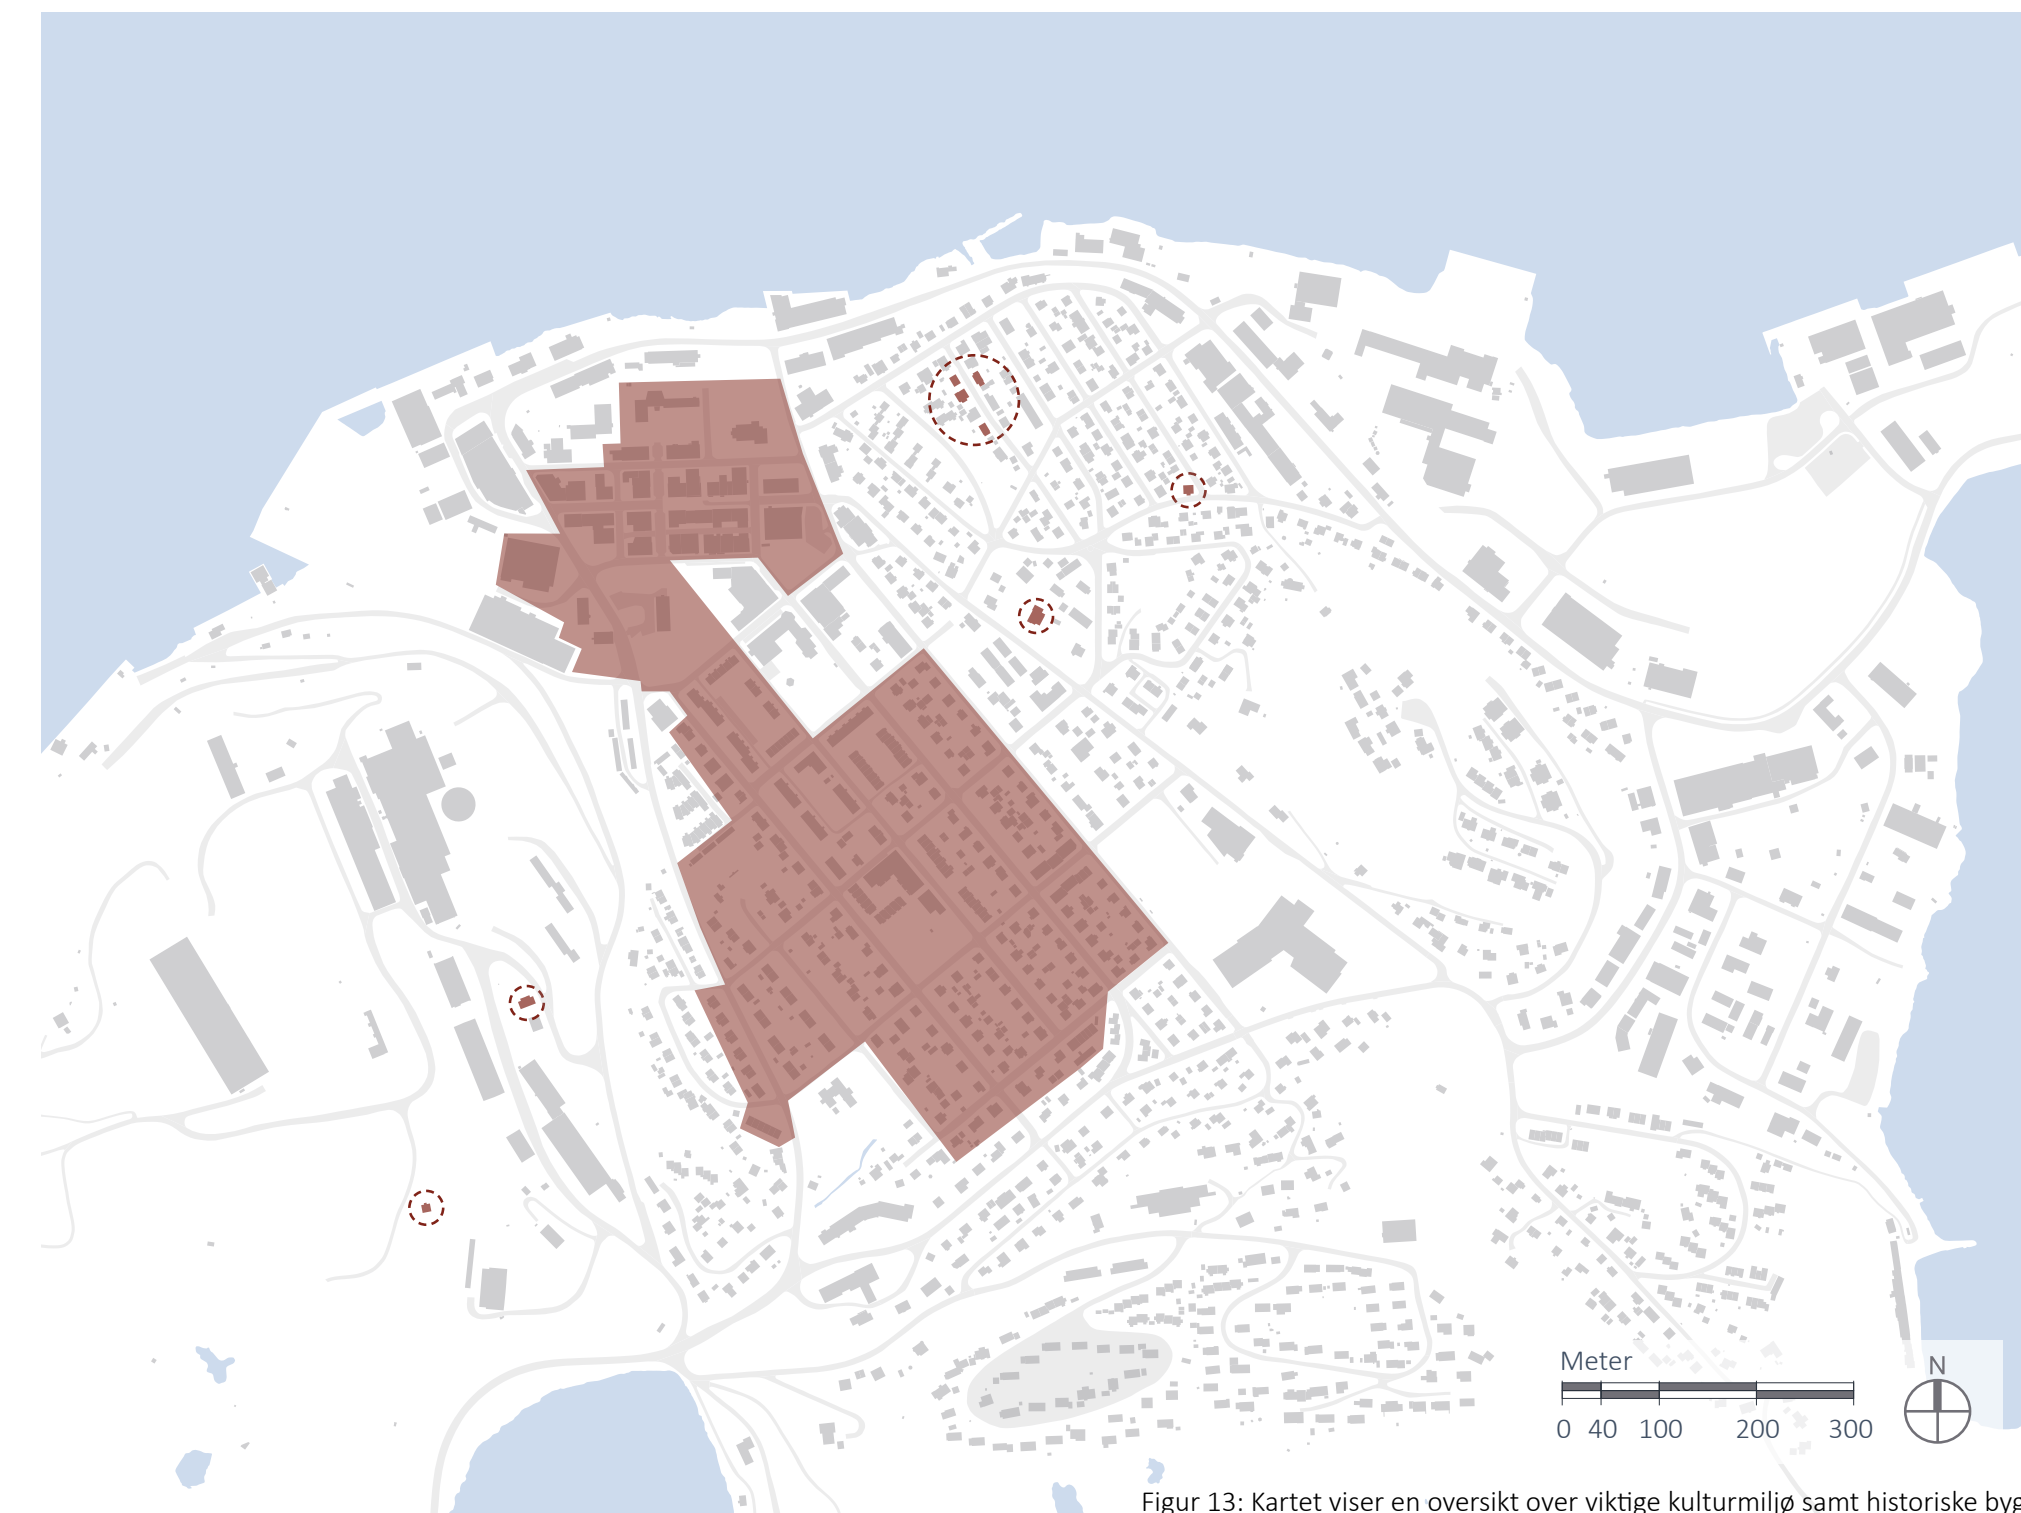 Meter
N
0 40 100 200 300
Figur 13: Kartet viser en oversikt over viktige kulturmiljø samt historiske